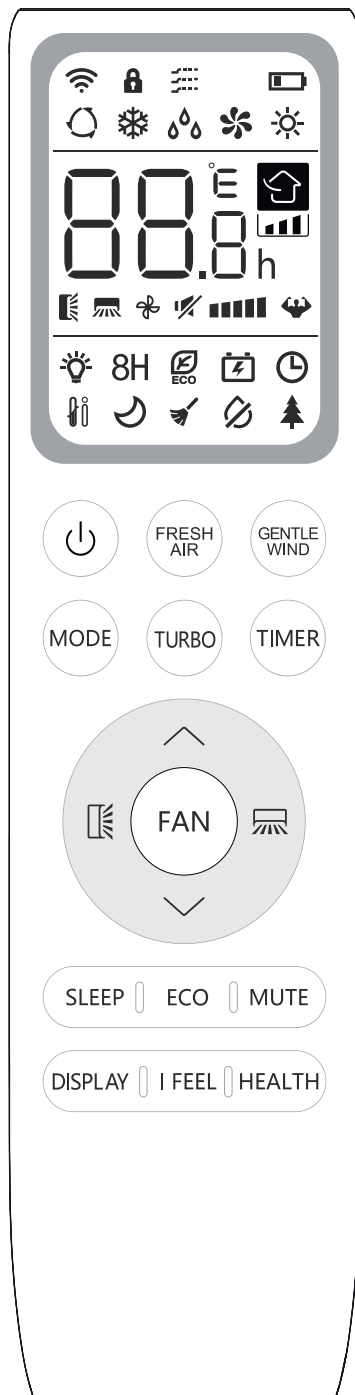 88.8 °E
h
8H
ECO
FRESH AIR
GENTLE WIND
MODE TURBO TIMER
FAN
SLEEP ECO MUTE
DISPLAY I FEEL HEALTH